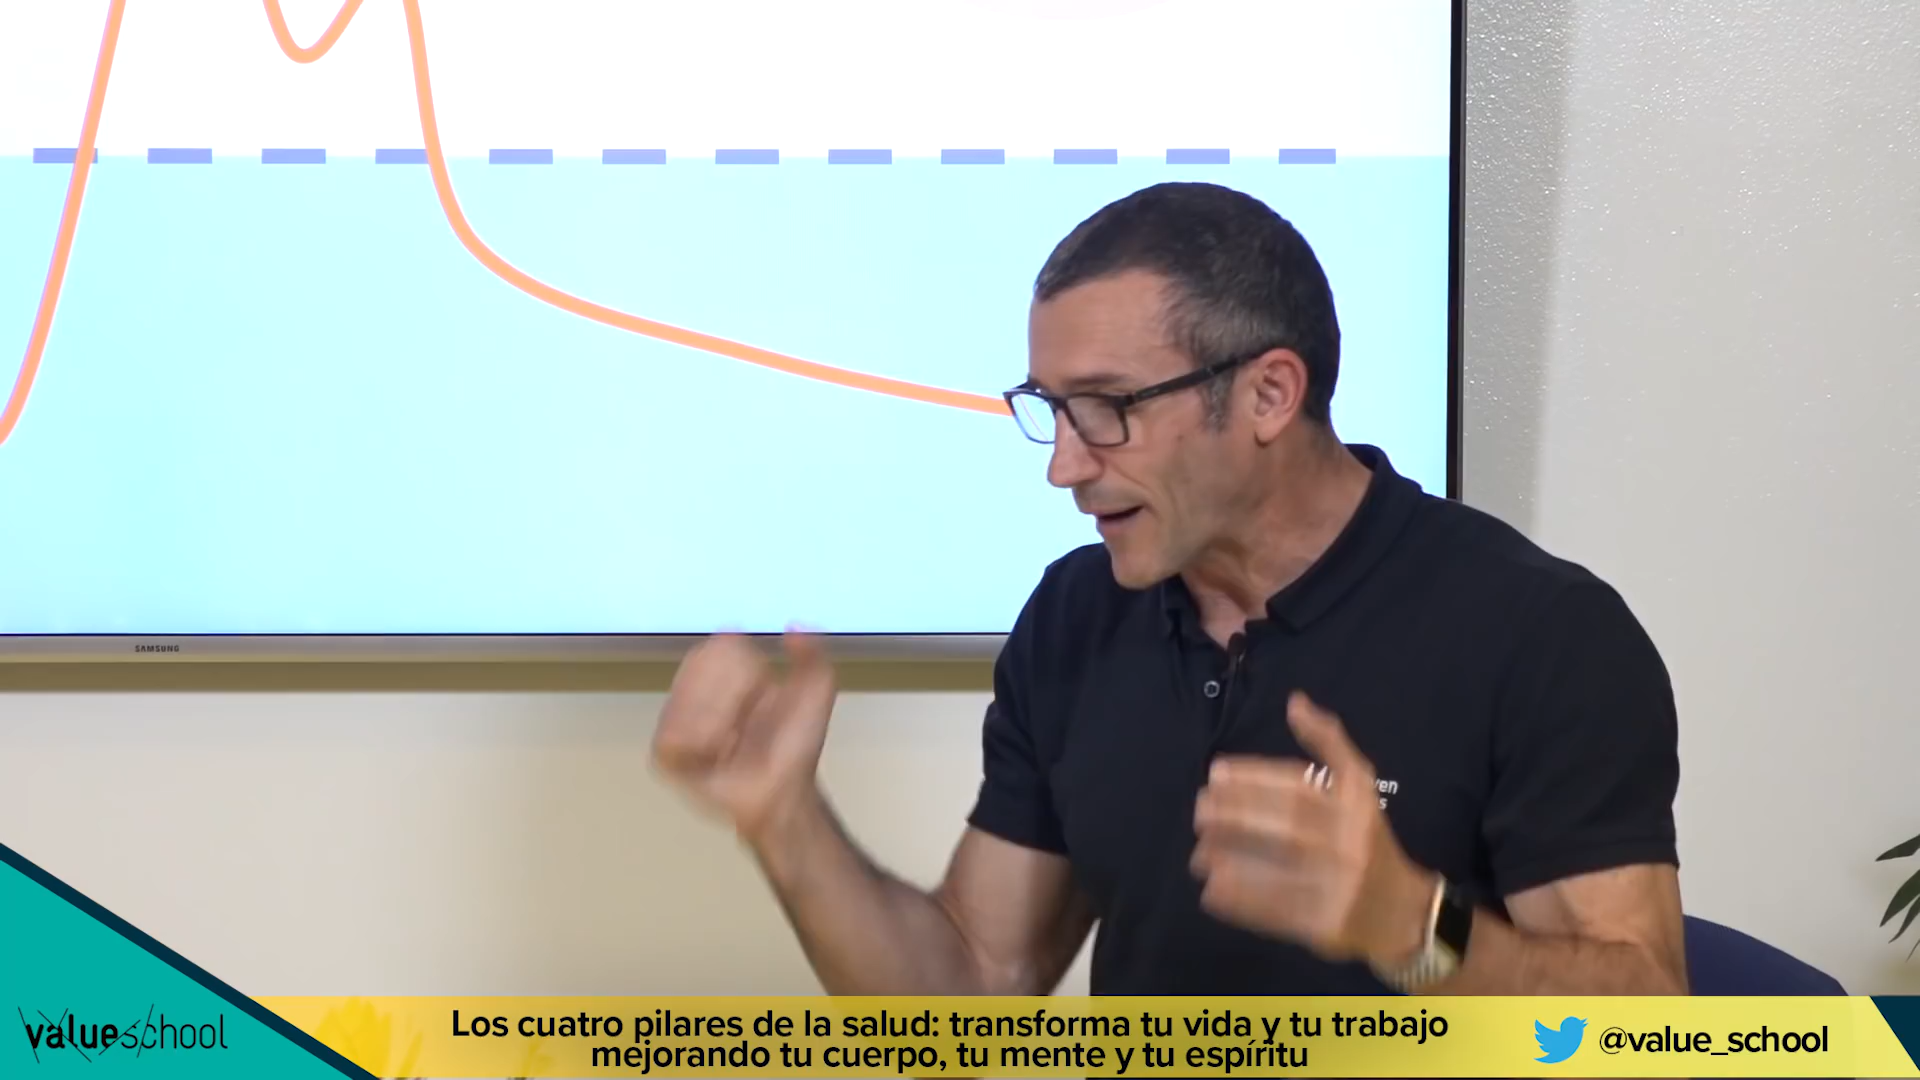 SAMSUNG
ven
s
valueschool
Los cuatro pilares de la salud: transforma tu vida y tu trabajo
mejorando tu cuerpo, tu mente y tu espíritu
@value_school